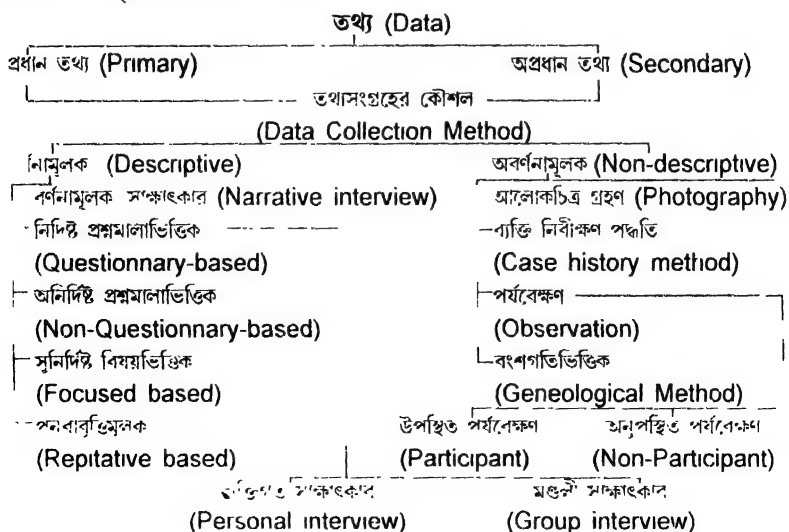 তথ্য (Data)
প্রধান তথ্য (Primary) অপ্রধান তথ্য (Secondary)
তথ্যসংগ্রহের কৌশল
(Data Collection Method)
র্নামূলক (Descriptive) অবর্ণনামূলক (Non-descriptive)
বর্ণনামূলক সাক্ষাৎকার (Narrative interview) আলোকচিত্র গ্রহণ (Photography)
নির্দিষ্ট প্রশ্নমালাভিত্তিক ব্যক্তি নিবীক্ষণ পদ্ধতি
(Questionnary-based) (Case history method)
অনির্দিষ্ট প্রশ্নমালাভিত্তিক পর্যবেক্ষণ
(Non-Questionnary-based) (Observation)
সুনির্দিষ্ট বিষয়ভিত্তিক বংশগতিভিত্তিক
(Focused based) (Geneological Method)
পুনবাবৃত্তিমূলক উপস্থিত পর্যবেক্ষণ অনুপস্থিত পর্যবেক্ষণ
(Repitative based) (Participant) (Non-Participant)
ব্যক্তিগত সাক্ষাৎকার মণ্ডলী সাক্ষাৎকার
(Personal interview) (Group interview)